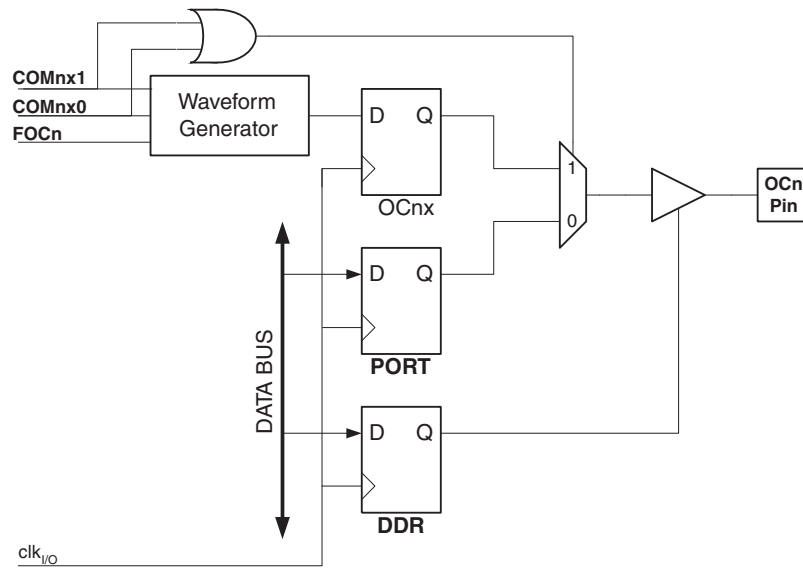 COMnx1
COMnx0
FOCn
Waveform
Generator
D Q
OCnx
1
0
OCn
Pin
D Q
PORT
DATA BUS
D Q
DDR
clkI/O